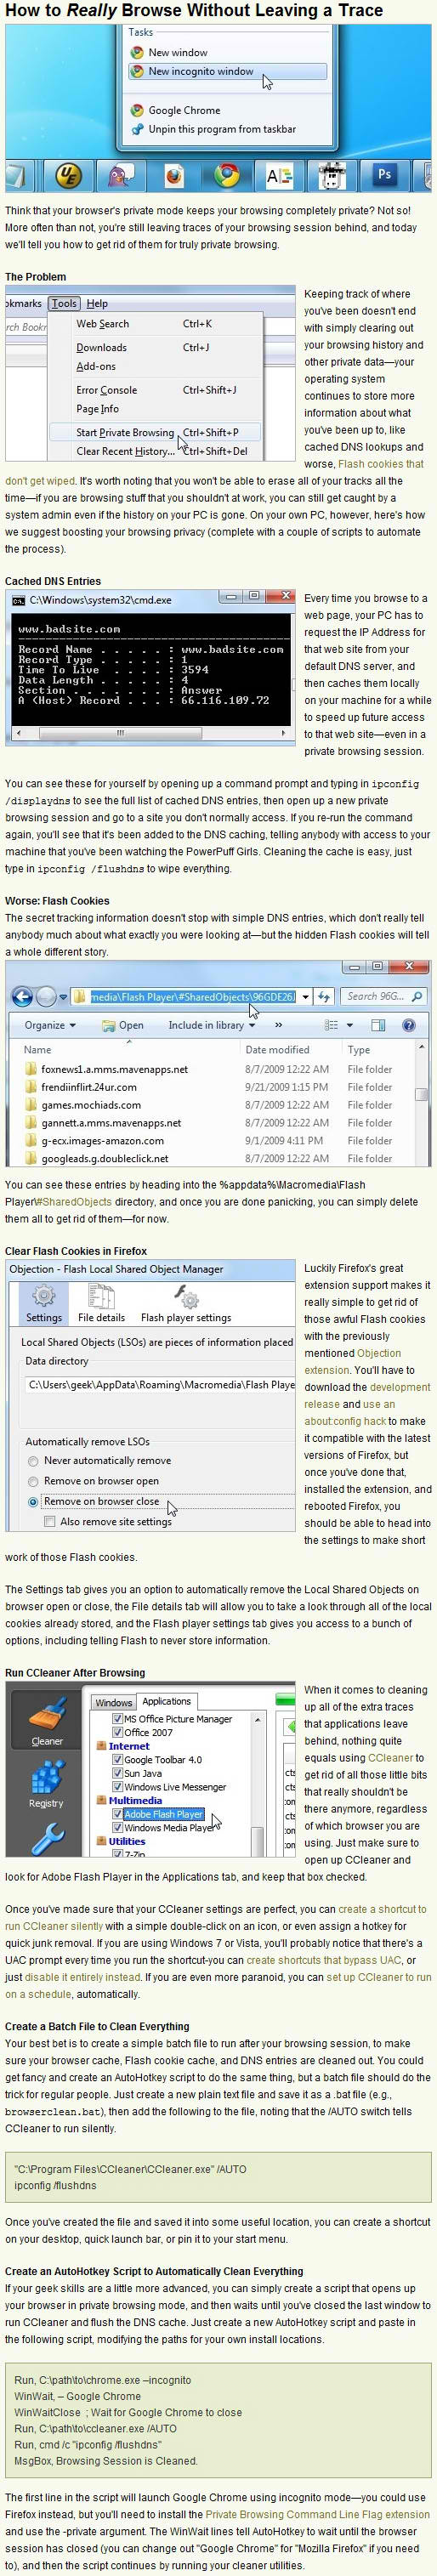 How to Really Browse Without Leaving a Trace
Tasks
New window
New incognito window
Google Chrome
Unpin this program from taskbar
UE
A
Ps
Think that your browser's private mode keeps your browsing completely private? Not so!
More often than not, you're still leaving traces of your browsing session behind, and today
we'll tell you how to get rid of them for truly private browsing.
The Problem
okmarks Tools Help
rch Bookr
Web Search Ctrl+K
Downloads Ctrl+J
Add-ons
Error Console Ctrl+Shift+J
Page Info
Start Private Browsing Ctrl+Shift+P
Clear Recent History... Ctrl+Shift+Del
Keeping track of where
you've been doesn't end
with simply clearing out
your browsing history and
other private data—your
operating system
continues to store more
information about what
you've been up to, like
cached DNS lookups and
worse, Flash cookies that
don't get wiped. It's worth noting that you won't be able to erase all of your tracks all the
time—if you are browsing stuff that you shouldn't at work, you can still get caught by a
system admin even if the history on your PC is gone. On your own PC, however, here's how
we suggest boosting your browsing privacy (complete with a couple of scripts to automate
the process).
Cached DNS Entries
C:\Windows\system32\cmd.exe
www.badsite.com
Record Name . . . . . : www.badsite.com
Record Type . . . . . : 1
Time To Live . . . . : 3594
Data Length . . . . . : 4
Section . . . . . . . : Answer
A (Host) Record . . . : 66.116.109.72
Every time you browse to a
web page, your PC has to
request the IP Address for
that web site from your
default DNS server, and
then caches them locally
on your machine for a while
to speed up future access
to that web site—even in a
private browsing session.
You can see these for yourself by opening up a command prompt and typing in ipconfig
/displaydns to see the full list of cached DNS entries, then open up a new private
browsing session and go to a site you don't normally access. If you re-run the command
again, you'll see that it's been added to the DNS caching, telling anybody with access to your
machine that you've been watching the PowerPuff Girls. Cleaning the cache is easy, just
type in ipconfig /flushdns to wipe everything.
Worse: Flash Cookies
The secret tracking information doesn't stop with simple DNS entries, which don't really tell
anybody much about what exactly you were looking at—but the hidden Flash cookies will tell
a whole different story.
media\Flash Player\#SharedObjects\96GDE26. Search 96G...
Organize Open Include in library »
Name Date modified Type
foxnews1.a.mms.mavenapps.net 8/7/2009 12:22 AM File folder
frendiinflirt.24ur.com 9/21/2009 1:15 PM File folder
games.mochiads.com 8/7/2009 12:22 AM File folder
gannett.a.mms.mavenapps.net 8/7/2009 12:22 AM File folder
g-ecx.images-amazon.com 9/1/2009 4:11 PM File folder
googleads.g.doubleclick.net 8/7/2009 12:22 AM File folder
You can see these entries by heading into the %appdata%\Macromedia\Flash
Player\#SharedObjects directory, and once you are done panicking, you can simply delete
them all to get rid of them—for now.
Clear Flash Cookies in Firefox
Objection - Flash Local Shared Object Manager
Settings File details Flash player settings
Local Shared Objects (LSOs) are pieces of information placed
Data directory
C:\Users\geek\AppData\Roaming\Macromedia\Flash Playe
Automatically remove LSOs
Never automatically remove
Remove on browser open
Remove on browser close
Also remove site settings
Luckily Firefox's great
extension support makes it
really simple to get rid of
those awful Flash cookies
with the previously
mentioned Objection
extension. You'll have to
download the development
release and use an
about:config hack to make
it compatible with the latest
versions of Firefox, but
once you've done that,
installed the extension, and
rebooted Firefox, you
should be able to head into
the settings to make short
work of those Flash cookies.
The Settings tab gives you an option to automatically remove the Local Shared Objects on
browser open or close, the File details tab will allow you to take a look through all of the local
cookies already stored, and the Flash player settings tab gives you access to a bunch of
options, including telling Flash to never store information.
Run CCleaner After Browsing
Cleaner
Registry
Windows Applications
MS Office Picture Manager
Office 2007
Internet
Google Toolbar 4.0
Sun Java
Windows Live Messenger
Multimedia
Adobe Flash Player
Windows Media Player
Utilities
7-Zip
When it comes to cleaning
up all of the extra traces
that applications leave
behind, nothing quite
equals using CCleaner to
get rid of all those little bits
that really shouldn't be
there anymore, regardless
of which browser you are
using. Just make sure to
open up CCleaner and
look for Adobe Flash Player in the Applications tab, and keep that box checked.
Once you've made sure that your CCleaner settings are perfect, you can create a shortcut to
run CCleaner silently with a simple double-click on an icon, or even assign a hotkey for
quick junk removal. If you are using Windows 7 or Vista, you'll probably notice that there's a
UAC prompt every time you run the shortcut-you can create shortcuts that bypass UAC, or
just disable it entirely instead. If you are even more paranoid, you can set up CCleaner to run
on a schedule, automatically.
Create a Batch File to Clean Everything
Your best bet is to create a simple batch file to run after your browsing session, to make
sure your browser cache, Flash cookie cache, and DNS entries are cleaned out. You could
get fancy and create an AutoHotkey script to do the same thing, but a batch file should do the
trick for regular people. Just create a new plain text file and save it as a .bat file (e.g.,
browserclean.bat), then add the following to the file, noting that the /AUTO switch tells
CCleaner to run silently.
"C:\Program Files\CCleaner\CCleaner.exe" /AUTO
ipconfig /flushdns
Once you've created the file and saved it into some useful location, you can create a shortcut
on your desktop, quick launch bar, or pin it to your start menu.
Create an AutoHotkey Script to Automatically Clean Everything
If your geek skills are a little more advanced, you can simply create a script that opens up
your browser in private browsing mode, and then waits until you've closed the last window to
run CCleaner and flush the DNS cache. Just create a new AutoHotkey script and paste in
the following script, modifying the paths for your own install locations.
Run, C:\path\to\chrome.exe –incognito
WinWait, – Google Chrome
WinWaitClose ; Wait for Google Chrome to close
Run, C:\path\to\ccleaner.exe /AUTO
Run, cmd /c "ipconfig /flushdns"
MsgBox, Browsing Session is Cleaned.
The first line in the script will launch Google Chrome using incognito mode—you could use
Firefox instead, but you'll need to install the Private Browsing Command Line Flag extension
and use the -private argument. The WinWait lines tell AutoHotkey to wait until the browser
session has closed (you can change out "Google Chrome" for "Mozilla Firefox" if you need
to), and then the script continues by running your cleaner utilities.